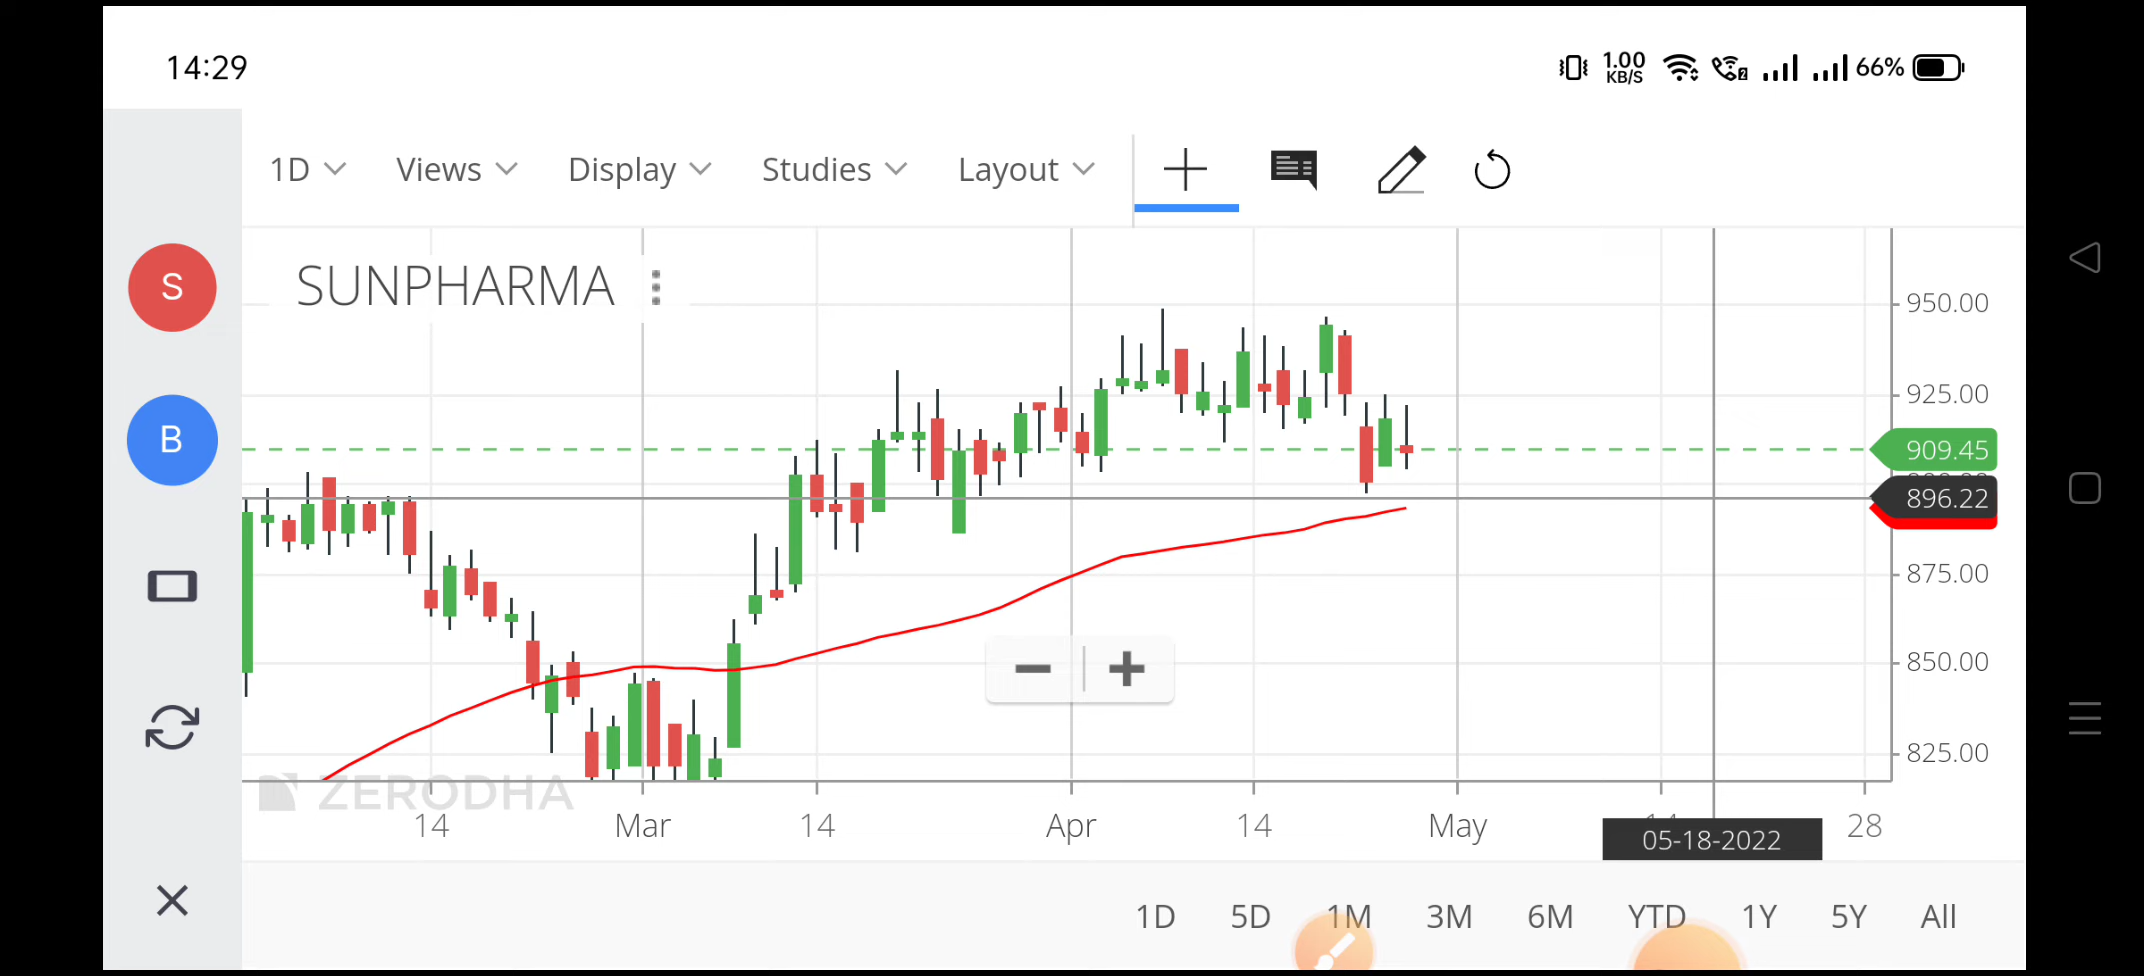 14:29
1.00 KB/S
2
66%
1D Views Display Studies Layout
S
SUNPHARMA
950.00
925.00
B
909.45
896.22
875.00
850.00
825.00
ZERODHA
14 Mar 14 Apr 14 May 28
05-18-2022
1D 5D 1M 3M 6M YTD 1Y 5Y All